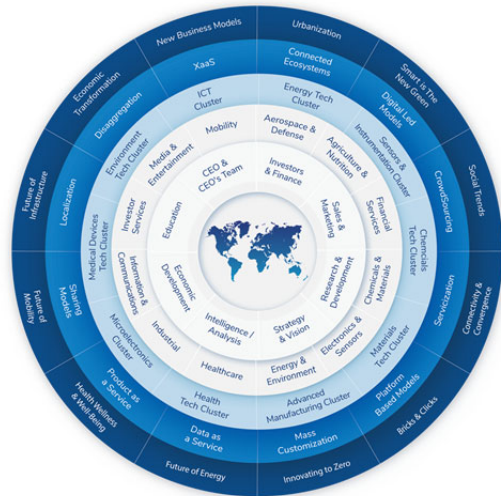 New Business Models
Urbanization
Smart is The
New Green
Social Trends
Connectivity &
Convergence
Bricks & Clicks
Innovating to Zero
Future of Energy
Health Wellness
& Well-Being
Future of
Mobility
Future of
Infrastructure
Economic
Transformation
XaaS
Connected
Ecosystems
Digital Led
Models
CrowdSourcing
Servicization
Platform
Based Models
Mass
Customization
Data as
a Service
Product as
a Service
Sharing
Models
Localization
Disaggregation
ICT
Cluster
Energy Tech
Cluster
Sensors &
Instrumentation Cluster
Chemcials
Tech Cluster
Materials
Tech Cluster
Advanced
Manufacturing Cluster
Health
Tech Cluster
Microelectronics
Cluster
Medical Devices
Tech Cluster
Environment
Tech Cluster
Mobility
Aerospace &
Defense
Agriculture &
Nutrition
Financial
Services
Chemicals &
Materials
Electronics &
Sensors
Energy &
Environment
Healthcare
Industrial
Information &
Communications
Investor
Services
Media &
Entertainment
CEO &
CEO's Team
Investors
& Finance
Sales &
Marketing
Research &
Development
Strategy
& Vision
Intelligence /
Analysis
Economic
Development
Education